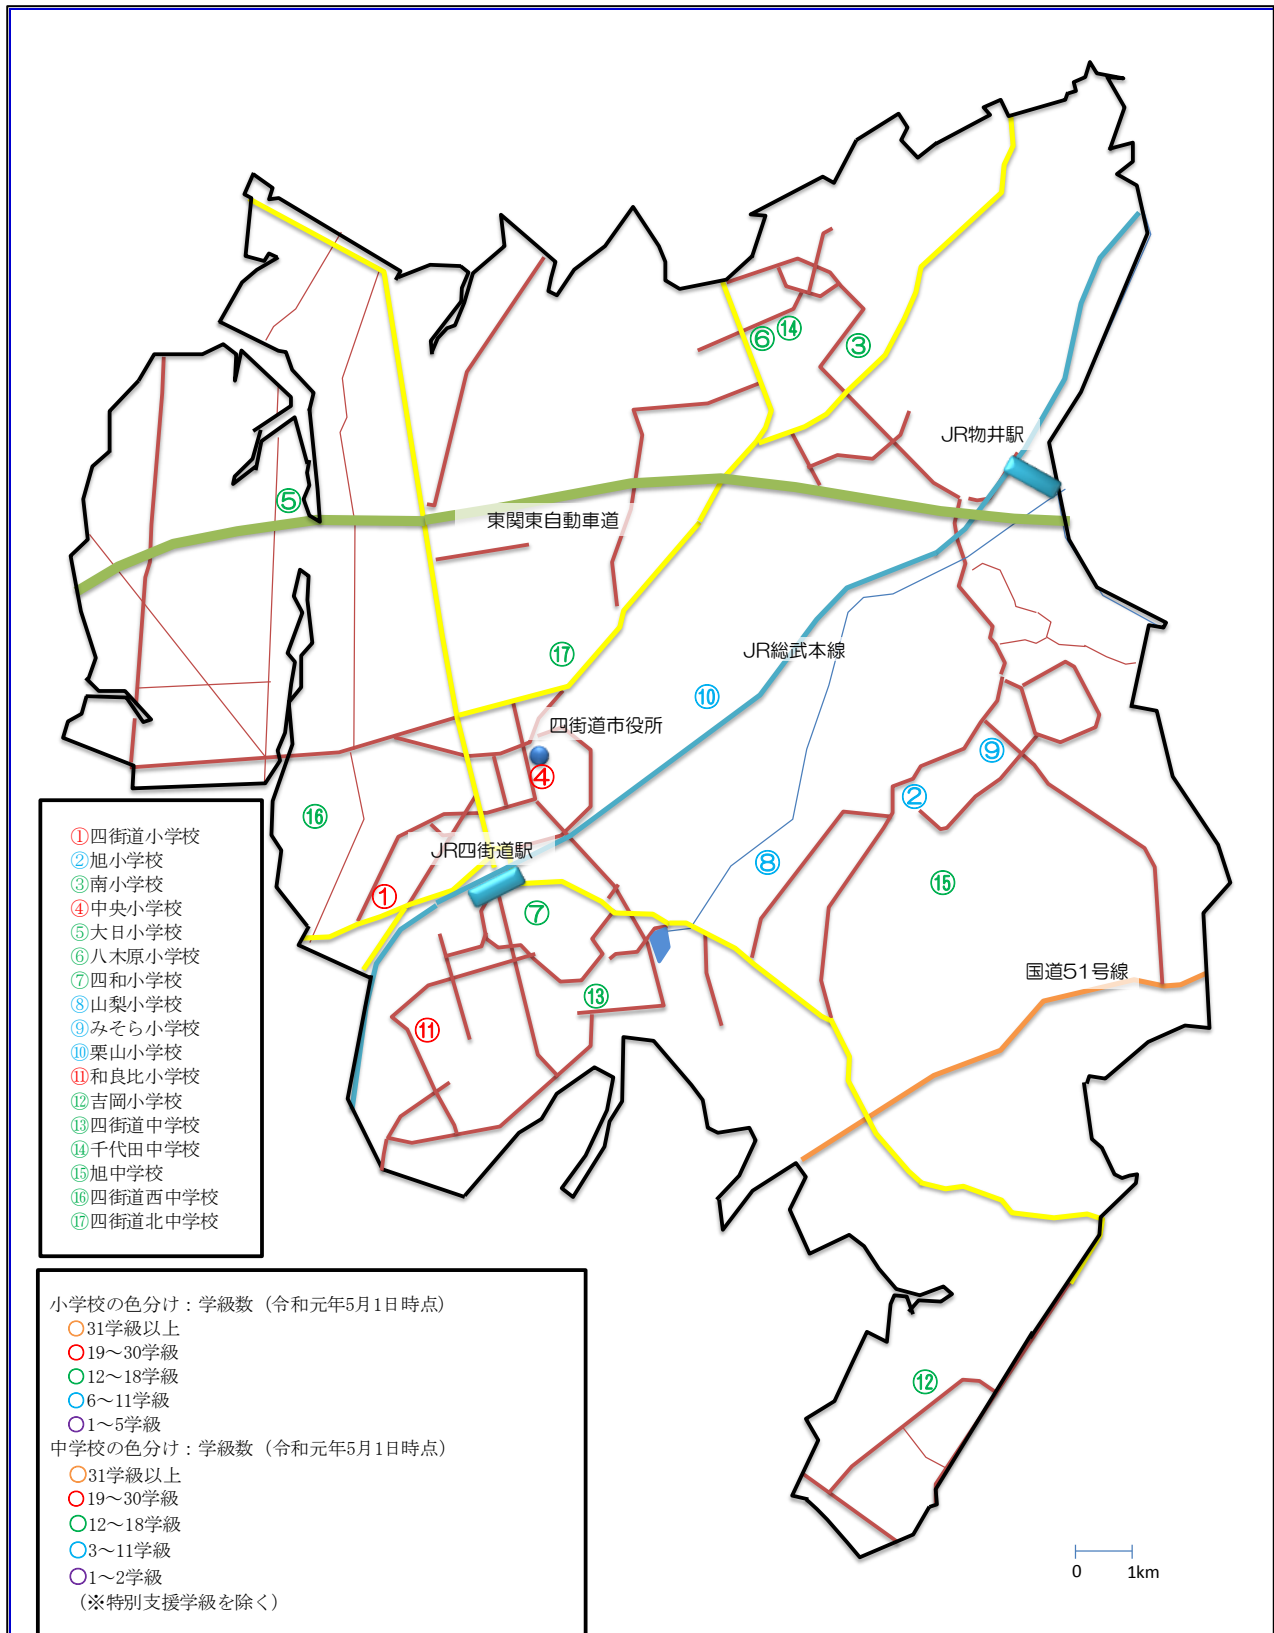 ⑥
⑭
③
JR物井駅
⑤
東関東自動車道
⑰
JR総武本線
⑩
四街道市役所
④
⑨
②
⑯
JR四街道駅
⑧
①
⑮
⑦
国道51号線
⑬
⑪
⑫
0
1km
①四街道小学校
②旭小学校
③南小学校
④中央小学校
⑤大日小学校
⑥八木原小学校
⑦四和小学校
⑧山梨小学校
⑨みそら小学校
⑩栗山小学校
⑪和良比小学校
⑫吉岡小学校
⑬四街道中学校
⑭千代田中学校
⑮旭中学校
⑯四街道西中学校
⑰四街道北中学校
小学校の色分け：学級数（令和元年5月1日時点）
〇31学級以上
〇19～30学級
〇12～18学級
〇6～11学級
〇1～5学級
中学校の色分け：学級数（令和元年5月1日時点）
〇31学級以上
〇19～30学級
〇12～18学級
〇3～11学級
〇1～2学級
（※特別支援学級を除く）